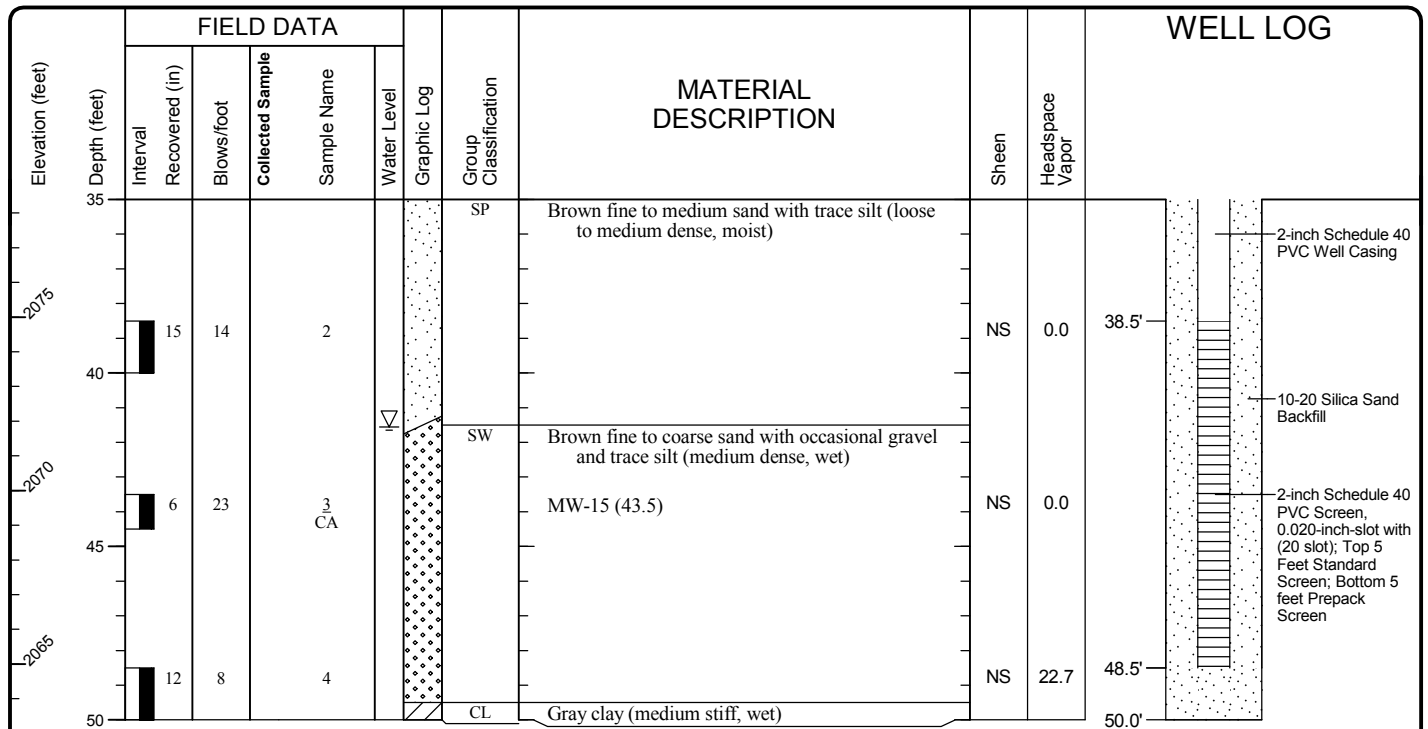 FIELD DATA
WELL LOG
Elevation (feet)
Depth (feet)
Interval
Recovered (in)
Blows/foot
Collected Sample
Sample Name
Water Level
Graphic Log
Group
Classification
MATERIAL
DESCRIPTION
Sheen
Headspace
Vapor
35
SP
Brown fine to medium sand with trace silt (loose
to medium dense, moist)
2-inch Schedule 40
PVC Well Casing
2075
15
14
2
NS
0.0
38.5'
40
10-20 Silica Sand
Backfill
SW
Brown fine to coarse sand with occasional gravel
and trace silt (medium dense, wet)
2070
6
23
3
CA
MW-15 (43.5)
NS
0.0
2-inch Schedule 40
PVC Screen,
0.020-inch-slot with
(20 slot); Top 5
Feet Standard
Screen; Bottom 5
feet Prepack
Screen
45
2065
12
8
4
NS
22.7
48.5'
50
CL
Gray clay (medium stiff, wet)
50.0'